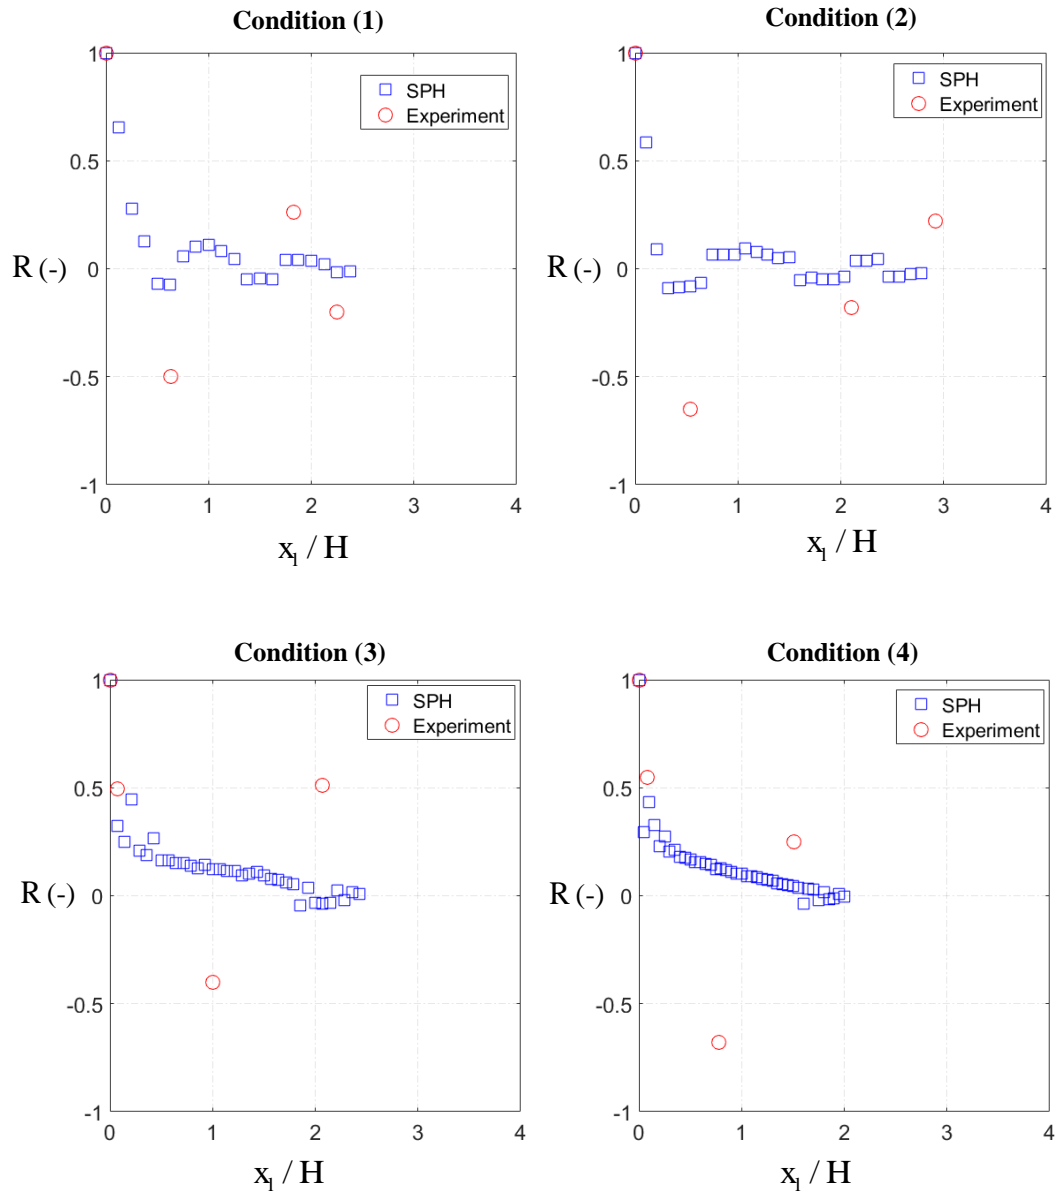 Condition (1)
1
0.5
0
-0.5
-1
R (-)
SPH
Experiment
0 1 2 3 4
x_l / H
Condition (2)
1
0.5
0
-0.5
-1
R (-)
SPH
Experiment
0 1 2 3 4
x_l / H
Condition (3)
1
0.5
0
-0.5
-1
R (-)
SPH
Experiment
0 1 2 3 4
x_l / H
Condition (4)
1
0.5
0
-0.5
-1
R (-)
SPH
Experiment
0 1 2 3 4
x_l / H